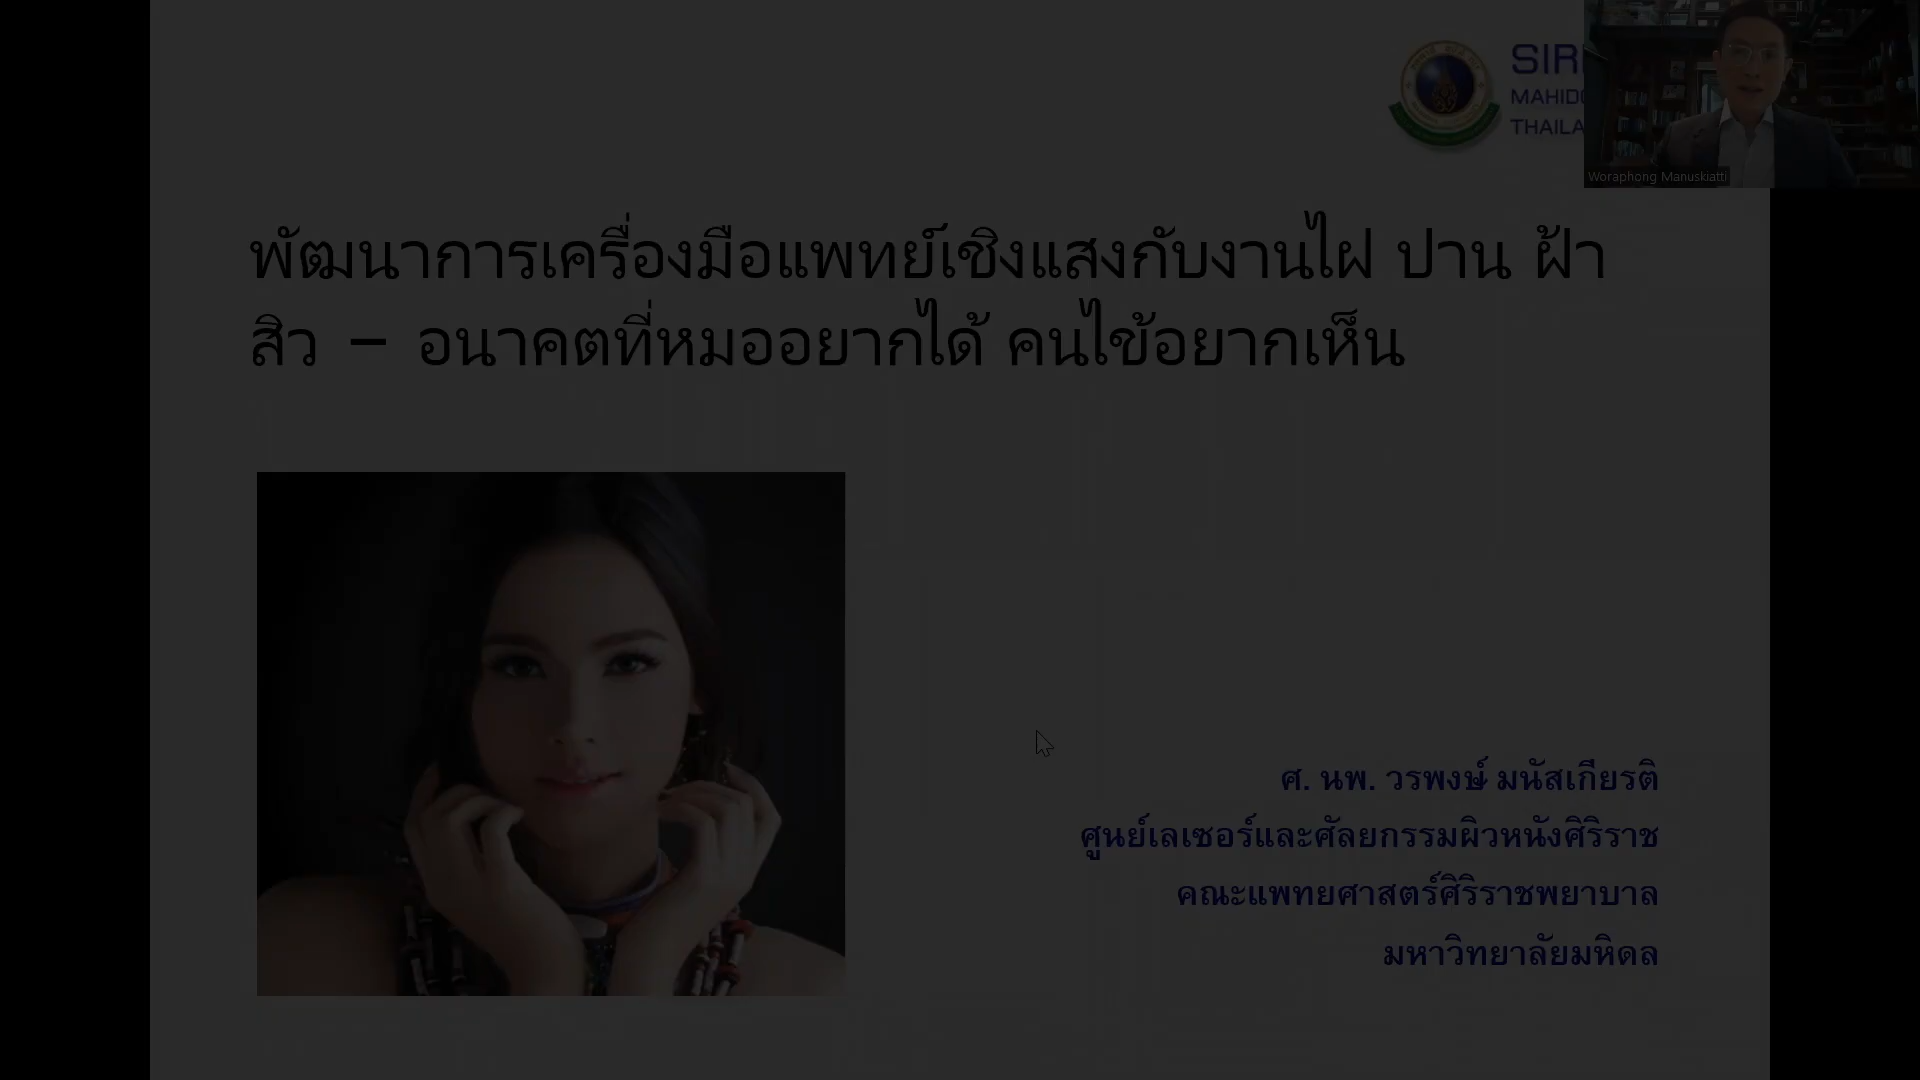 SIR
MAHIDO
THAILA
Woraphong Manuskiatti
พัฒนาการเครื่องมือแพทย์เชิงแสงกับงานไฝ ปาน ฝ้า
สิว – อนาคตที่หมออยากได้ คนไข้อยากเห็น
ศ. นพ. วรพงษ์ มนัสเกียรติ
ศูนย์เลเซอร์และศัลยกรรมผิวหนังศิริราช
คณะแพทยศาสตร์ศิริราชพยาบาล
มหาวิทยาลัยมหิดล